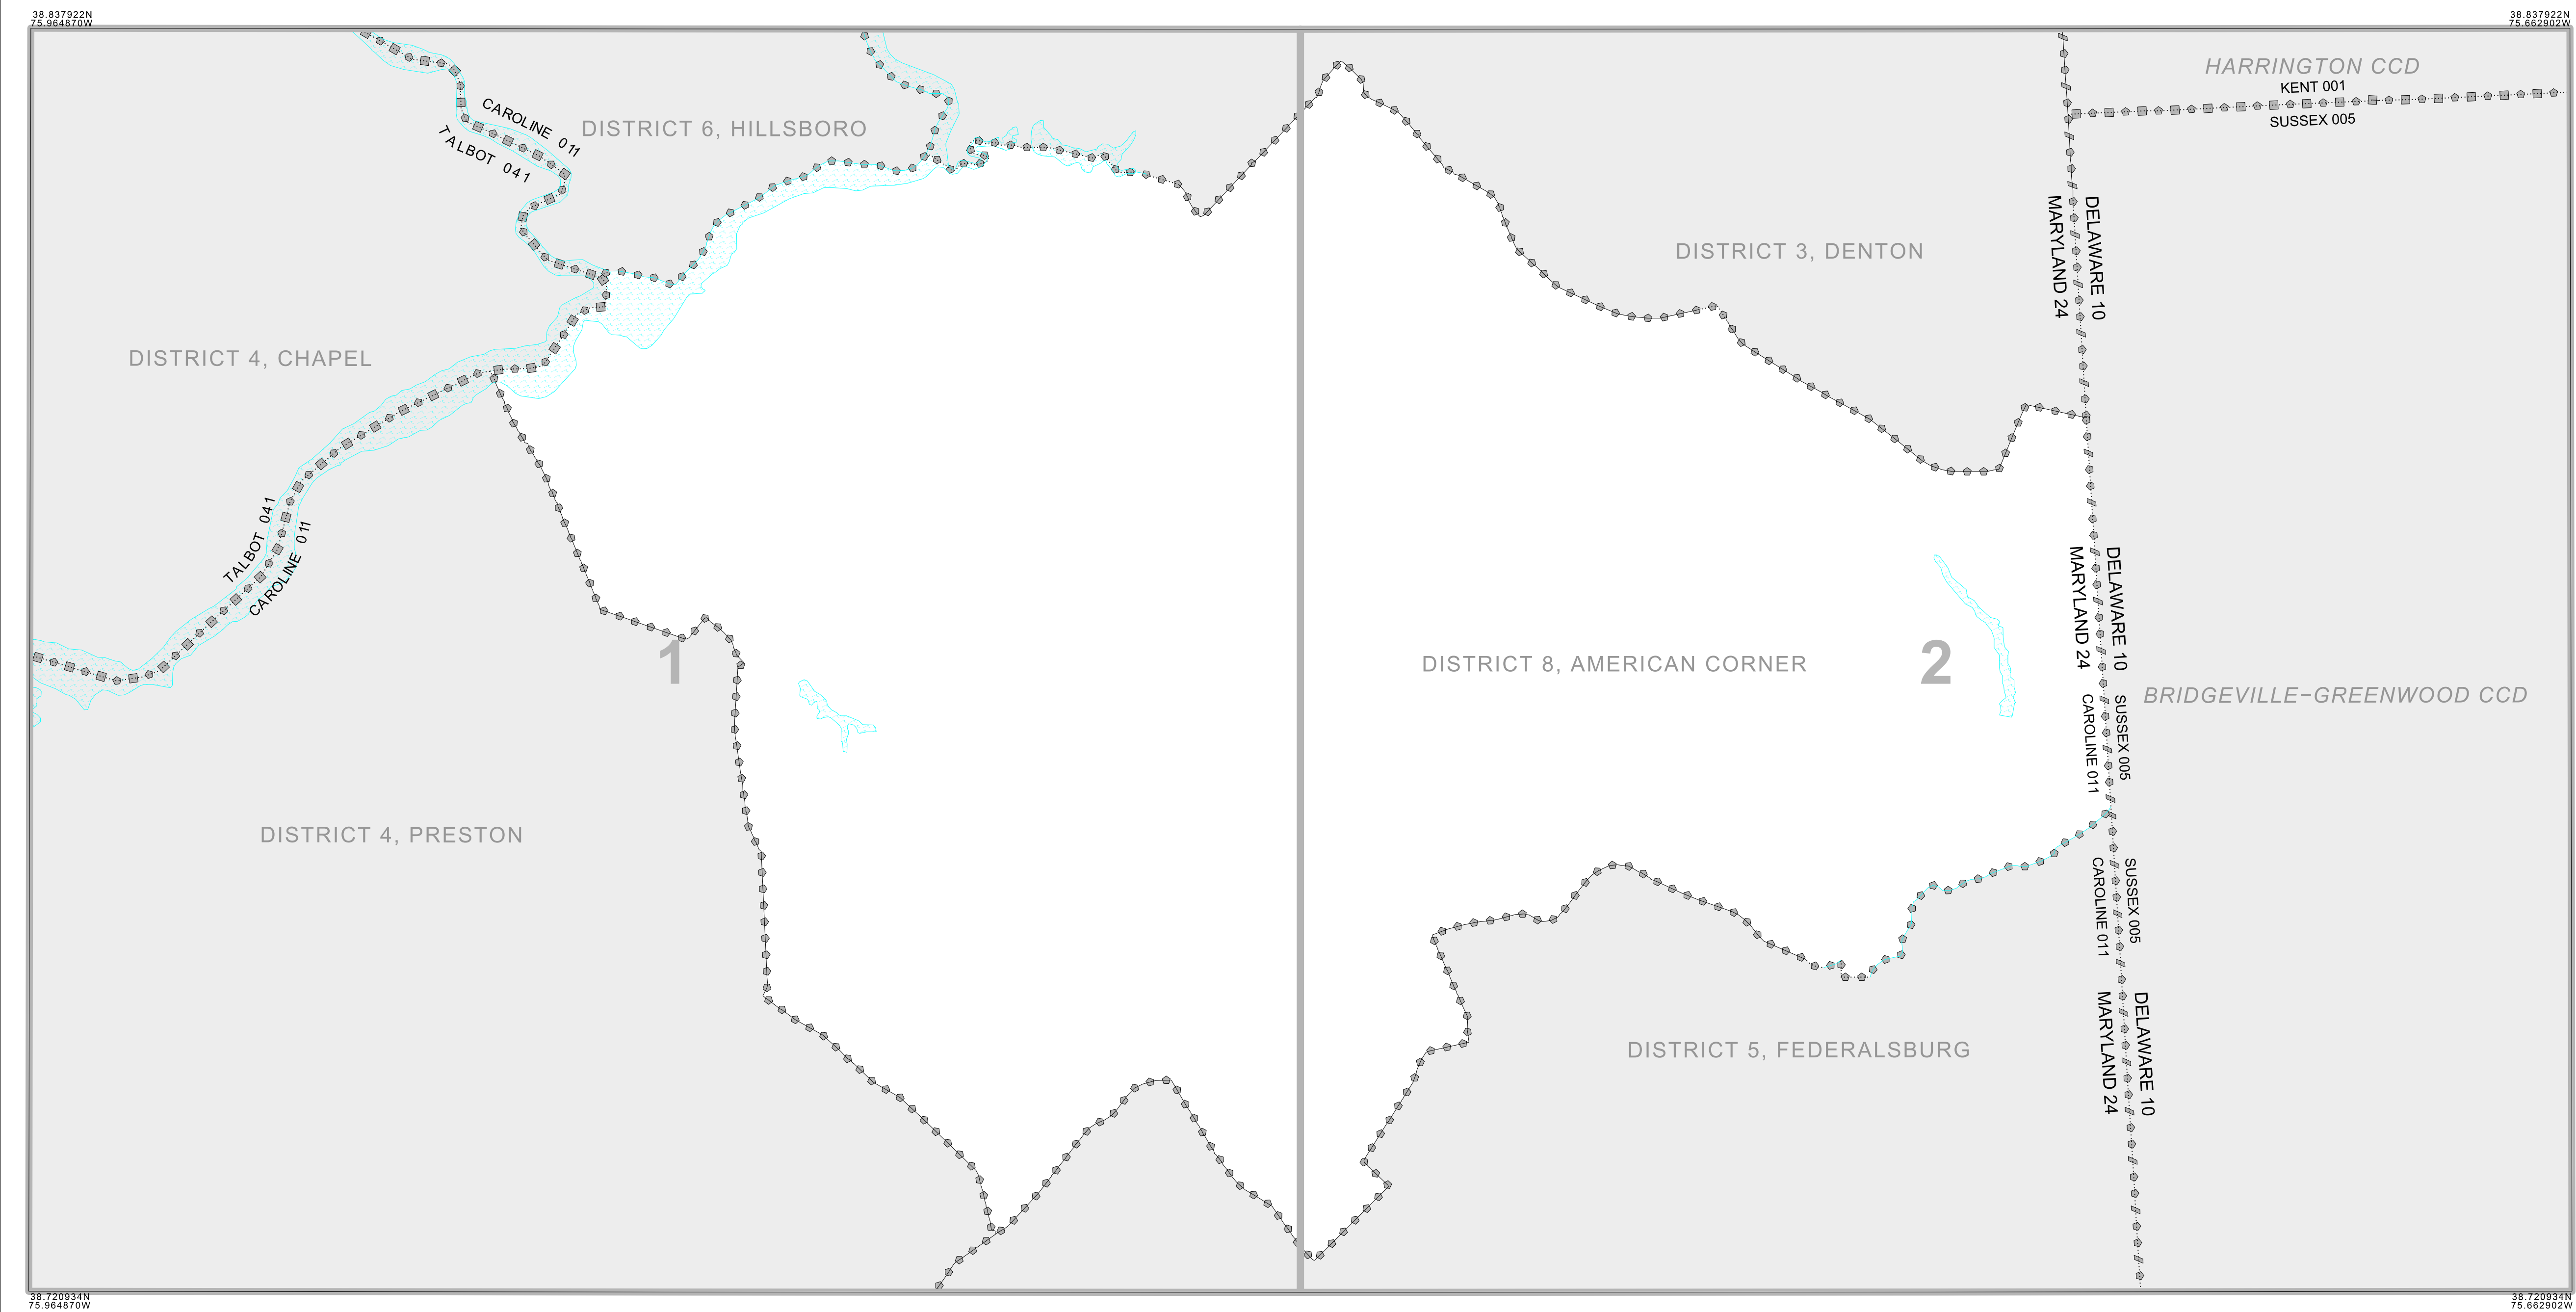 38.837922N
75.964870W
38.837922N
75.662902W
HARRINGTON CCD
KENT 001
SUSSEX 005
CAROLINE 011
TALBOT 041
DISTRICT 6, HILLSBORO
DELAWARE 10
MARYLAND 24
DISTRICT 3, DENTON
DISTRICT 4, CHAPEL
TALBOT 041
CAROLINE 011
DELAWARE 10
MARYLAND 24
1
DISTRICT 8, AMERICAN CORNER
2
SUSSEX 005
CAROLINE 011
BRIDGEVILLE-GREENWOOD CCD
DISTRICT 4, PRESTON
SUSSEX 005
CAROLINE 011
DISTRICT 5, FEDERALSBURG
DELAWARE 10
MARYLAND 24
38.720934N
75.964870W
38.720934N
75.662902W